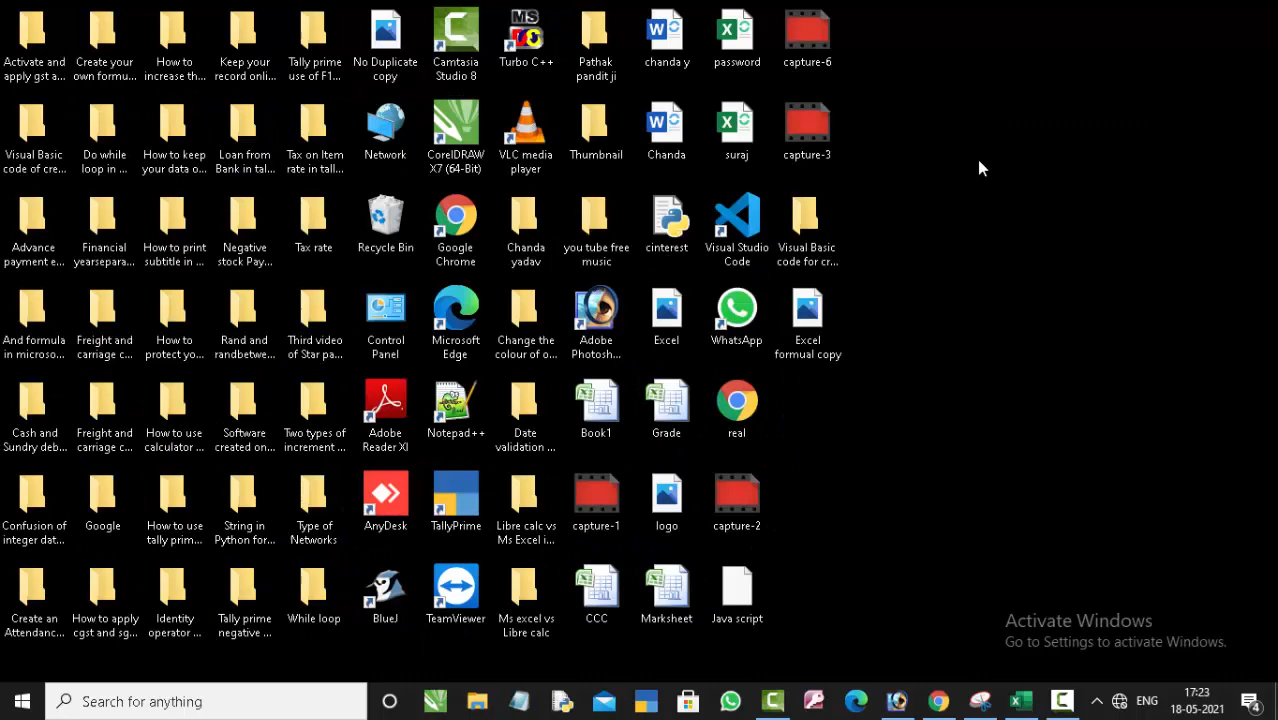 Activate and
apply gst a...
Create your
own formu...
How to
increase th...
Keep your
record onli...
Tally prime
use of F1...
No Duplicate
copy
Camtasia
Studio 8
MS
Turbo C++
Pathak
pandit ji
chanda y
password
capture-6
Visual Basic
code of cre...
Do while
loop in ...
How to keep
your data o...
Loan from
Bank in tal...
Tax on Item
rate in tall...
Network
CorelDRAW
X7 (64-Bit)
VLC media
player
Thumbnail
Chanda
suraj
capture-3
Advance
payment e...
Financial
yearsepara...
How to print
subtitle in ...
Negative
stock Pay...
Tax rate
Recycle Bin
Google
Chrome
Chanda
yadav
you tube free
music
cinterest
Visual Studio
Code
Visual Basic
code for cr...
And formula
in microso...
Freight and
carriage c...
How to
protect yo...
Rand and
randbetwe...
Third video
of Star pa...
Control
Panel
Microsoft
Edge
Change the
colour of o...
Adobe
Photosh...
Excel
WhatsApp
Excel
formual copy
Cash and
Sundry deb...
Freight and
carriage c...
How to use
calculator ...
Software
created on...
Two types of
increment ...
Adobe
Reader XI
Notepad++
Date
validation ...
Book1
Grade
real
Confusion of
integer dat...
Google
How to use
tally prim...
String in
Python for...
Type of
Networks
AnyDesk
TallyPrime
Libre calc vs
Ms Excel i...
capture-1
logo
capture-2
Create an
Attendanc...
How to apply
cgst and sg...
Identity
operator ...
Tally prime
negative ...
While loop
BlueJ
TeamViewer
Ms excel vs
Libre calc
CCC
Marksheet
Java script
Activate Windows
Go to Settings to activate Windows.
Search for anything
ENG
17:23
18-05-2021
4